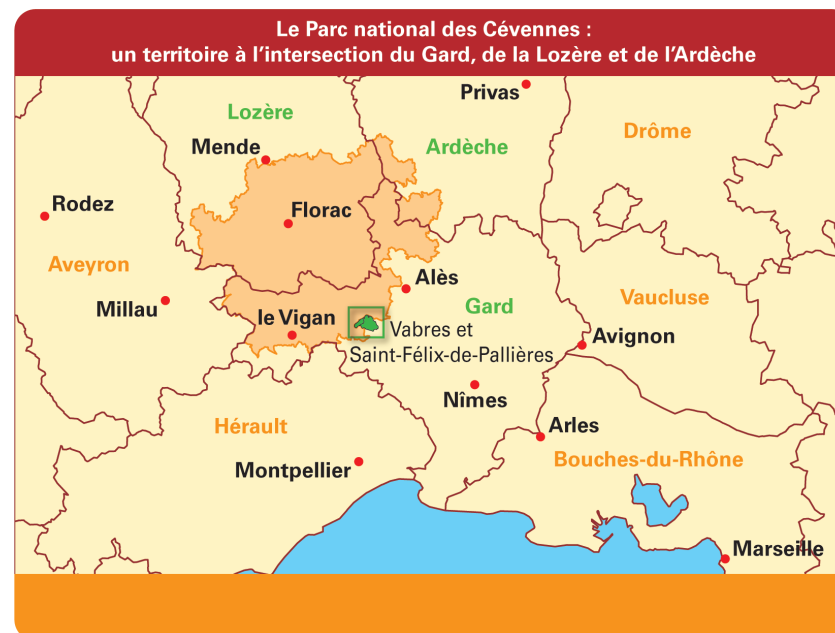 Le Parc national des Cévennes :
un territoire à l’intersection du Gard, de la Lozère et de l’Ardèche
Privas
Lozère
Drôme
Mende
Ardèche
Rodez
Florac
Aveyron
Alès
Millau
Gard
Vaucluse
le Vigan
Vabres et
Saint-Félix-de-Pallières
Avignon
Nîmes
Hérault
Arles
Bouches-du-Rhône
Montpellier
Marseille